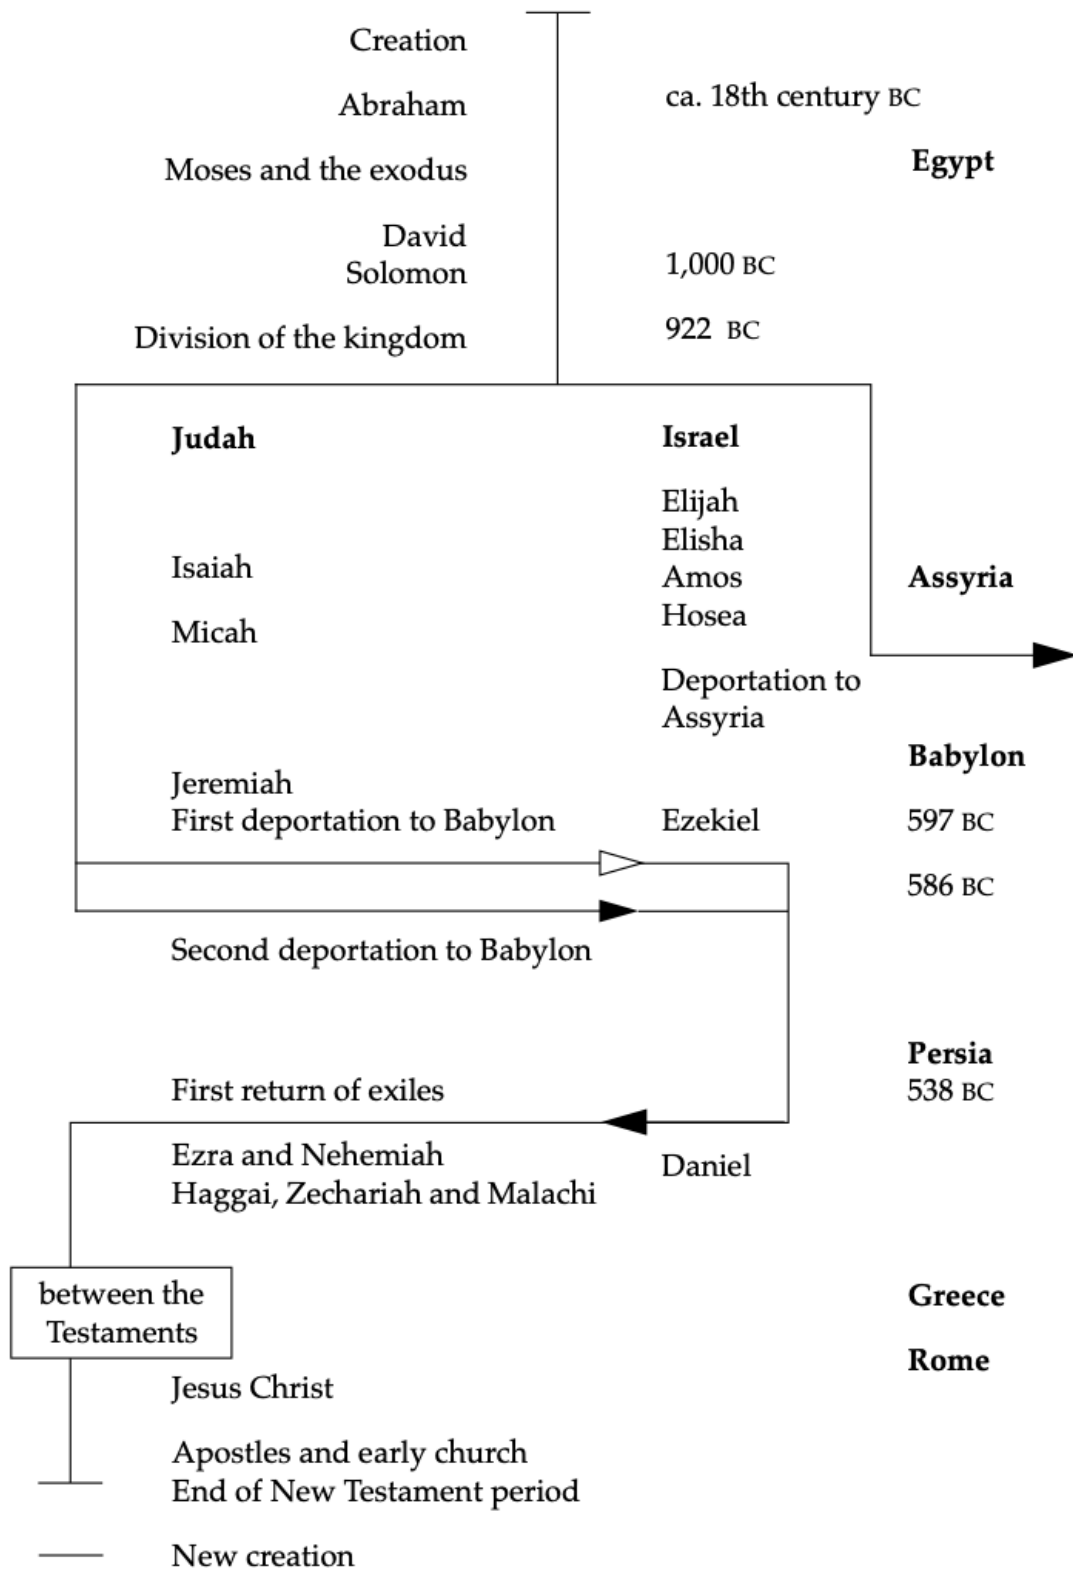 Creation
Abraham
ca. 18th century BC
Moses and the exodus
Egypt
David
Solomon
1,000 BC
Division of the kingdom
922 BC
Judah
Israel
Elijah
Elisha
Isaiah
Amos
Assyria
Hosea
Micah
Deportation to
Assyria
Babylon
Jeremiah
First deportation to Babylon
Ezekiel
597 BC
586 BC
Second deportation to Babylon
Persia
First return of exiles
538 BC
Ezra and Nehemiah
Daniel
Haggai, Zechariah and Malachi
between the
Testaments
Greece
Rome
Jesus Christ
Apostles and early church
End of New Testament period
New creation